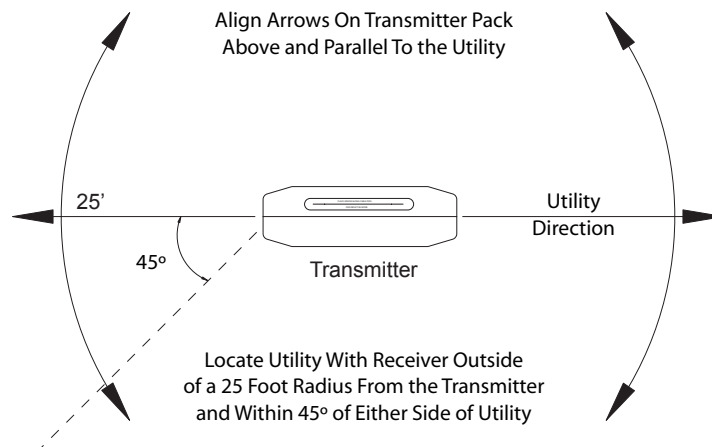 Align Arrows On Transmitter Pack
Above and Parallel To the Utility
25’
Utility
Direction
45º
Transmitter
Locate Utility With Receiver Outside
of a 25 Foot Radius From the Transmitter
and Within 45º of Either Side of Utility